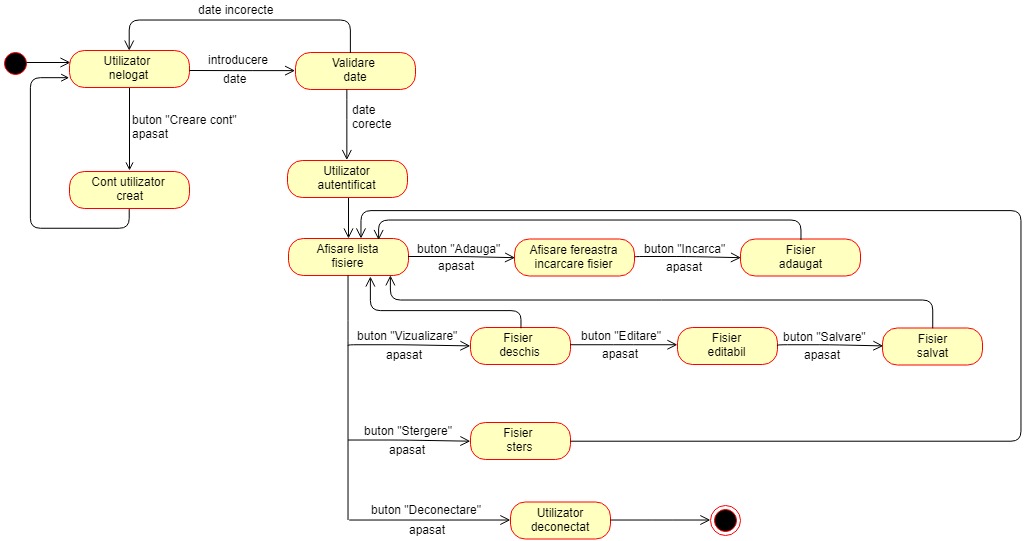 date incorecte
Utilizator
nelogat
introducere
date
Validare
date
buton "Creare cont"
apasat
date
corecte
Cont utilizator
creat
Utilizator
autentificat
Afisare lista
fisiere
buton "Adauga"
apasat
Afisare fereastra
incarcare fisier
buton "Incarca"
apasat
Fisier
adaugat
buton "Vizualizare"
apasat
Fisier
deschis
buton "Editare"
apasat
Fisier
editabil
buton "Salvare"
apasat
Fisier
salvat
buton "Stergere"
apasat
Fisier
sters
buton "Deconectare"
apasat
Utilizator
deconectat